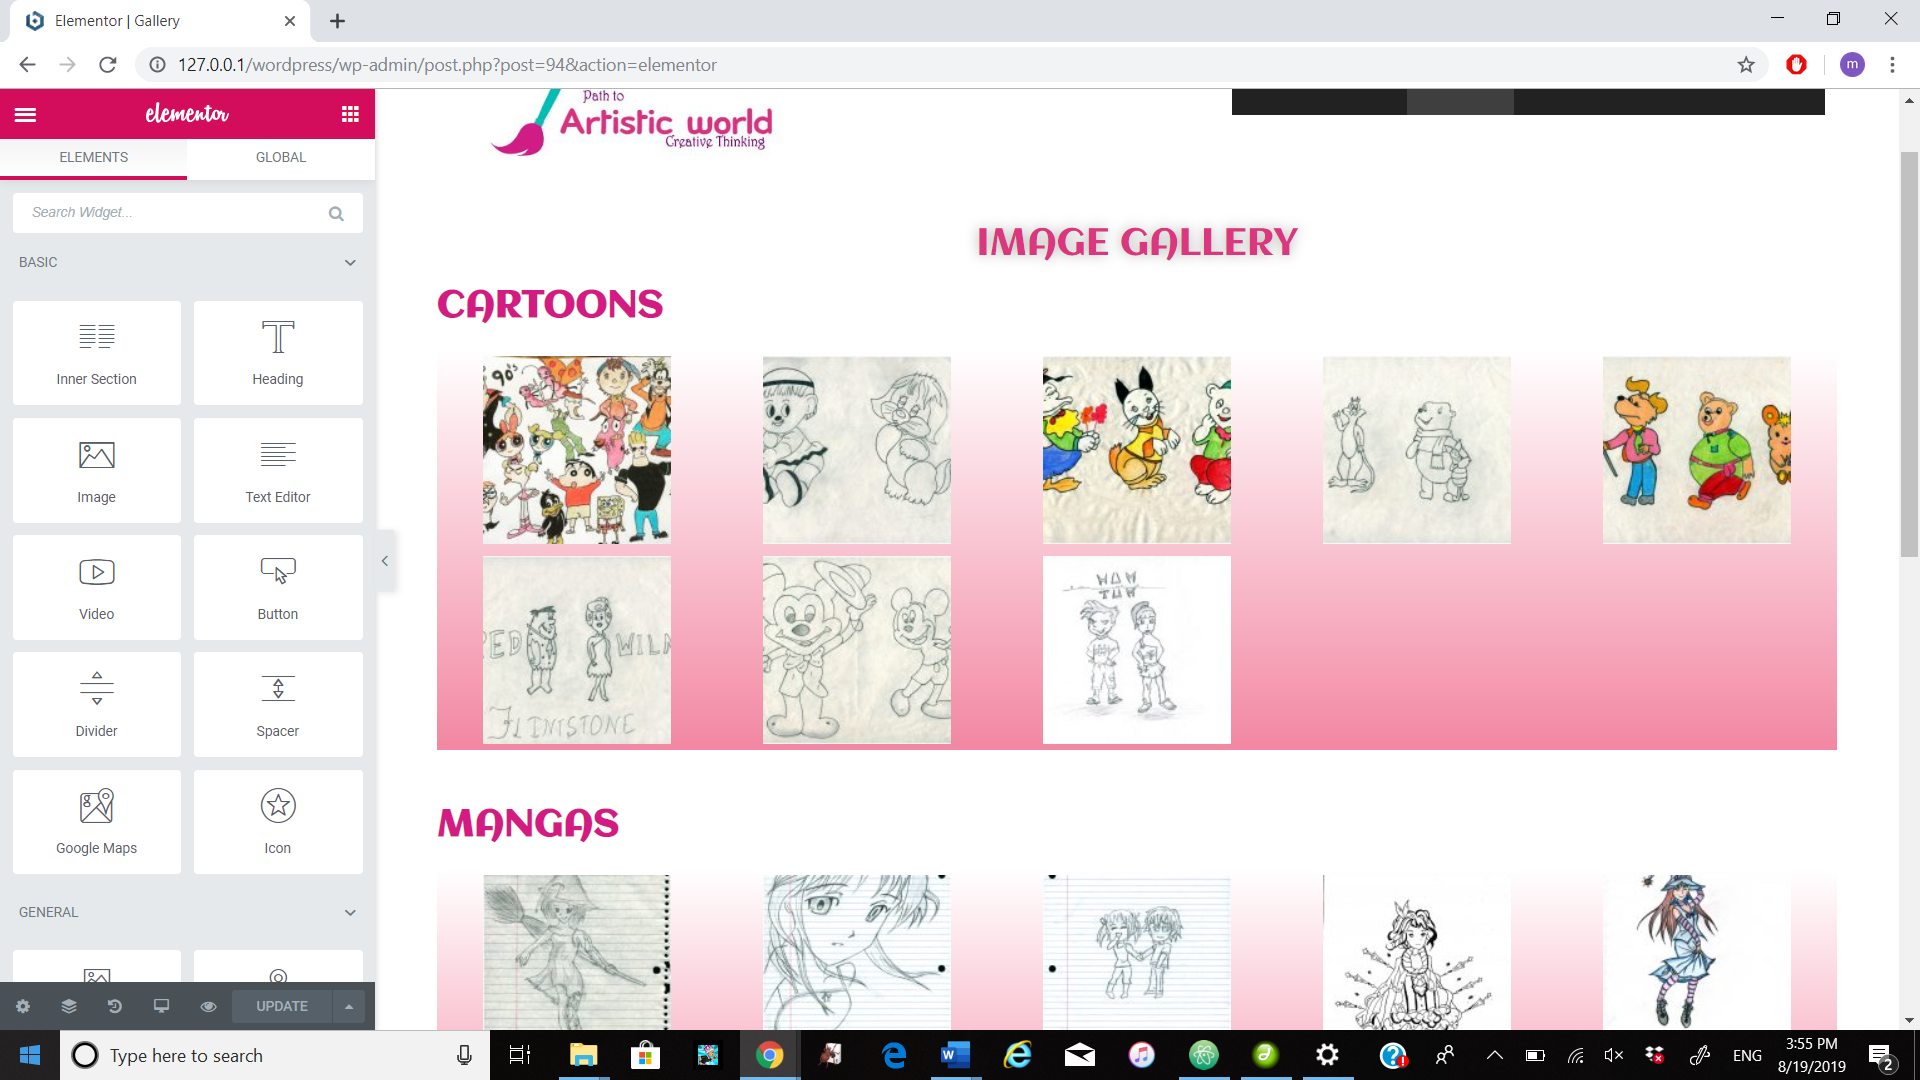 Elementor | Gallery
127.0.0.1/wordpress/wp-admin/post.php?post=94&action=elementor
m
elementor
ELEMENTS
GLOBAL
Search Widget...
BASIC
Inner Section
Heading
Image
Text Editor
Video
Button
Divider
Spacer
Google Maps
Icon
GENERAL
UPDATE
Path to
Artistic world
Creative Thinking
IMAGE GALLERY
CARTOONS
90's
WOW
TOW
FLINTSTONE
MANGAS
Type here to search
ENG
3:55 PM
8/19/2019
2